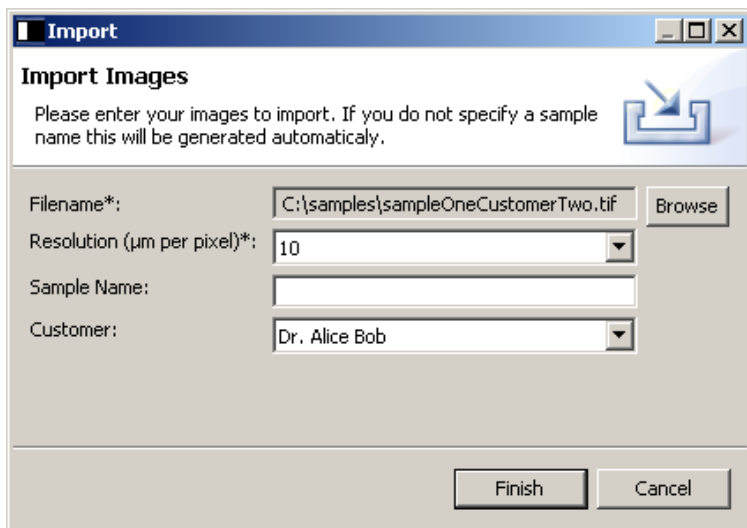 Import
Import Images
Please enter your images to import. If you do not specify a sample
name this will be generated automaticaly.
Filename*: C:\samples\sampleOneCustomerTwo.tif Browse
Resolution (µm per pixel)*: 10
Sample Name:
Customer: Dr. Alice Bob
Finish Cancel